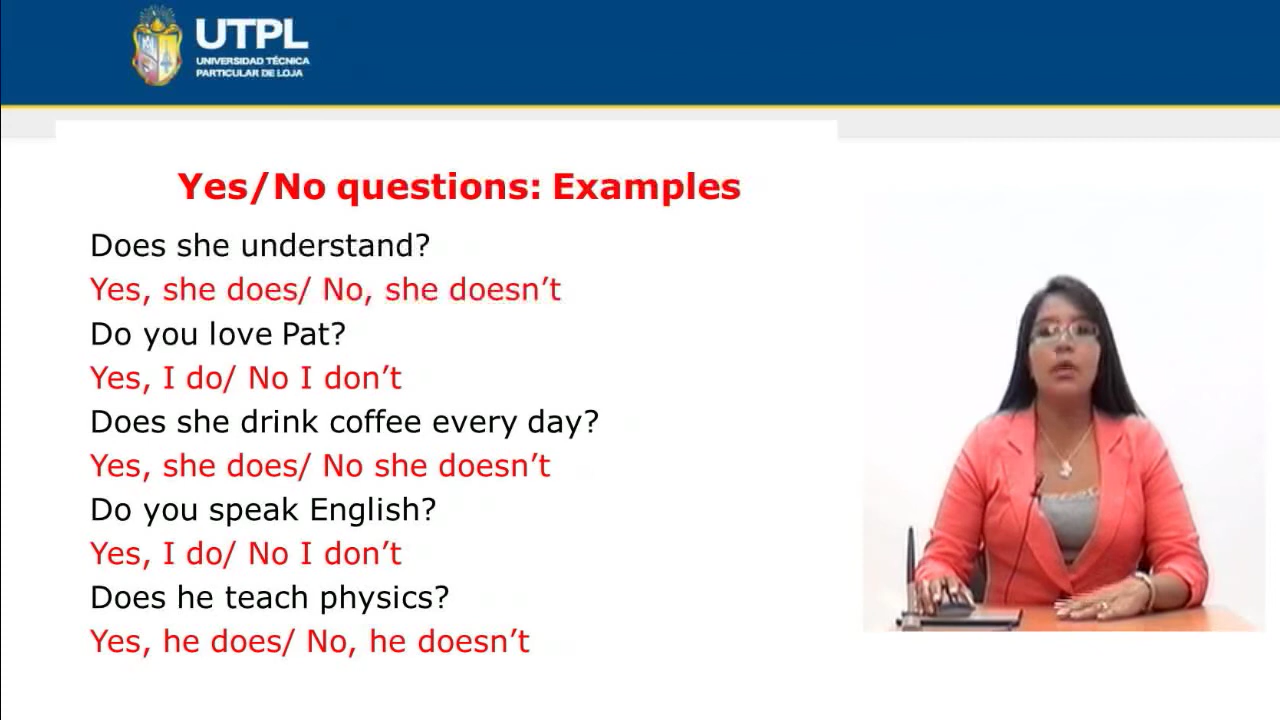 UTPL
UNIVERSIDAD TÉCNICA
PARTICULAR DE LOJA
Yes/No questions: Examples
Does she understand?
Yes, she does/ No, she doesn’t
Do you love Pat?
Yes, I do/ No I don’t
Does she drink coffee every day?
Yes, she does/ No she doesn’t
Do you speak English?
Yes, I do/ No I don’t
Does he teach physics?
Yes, he does/ No, he doesn’t